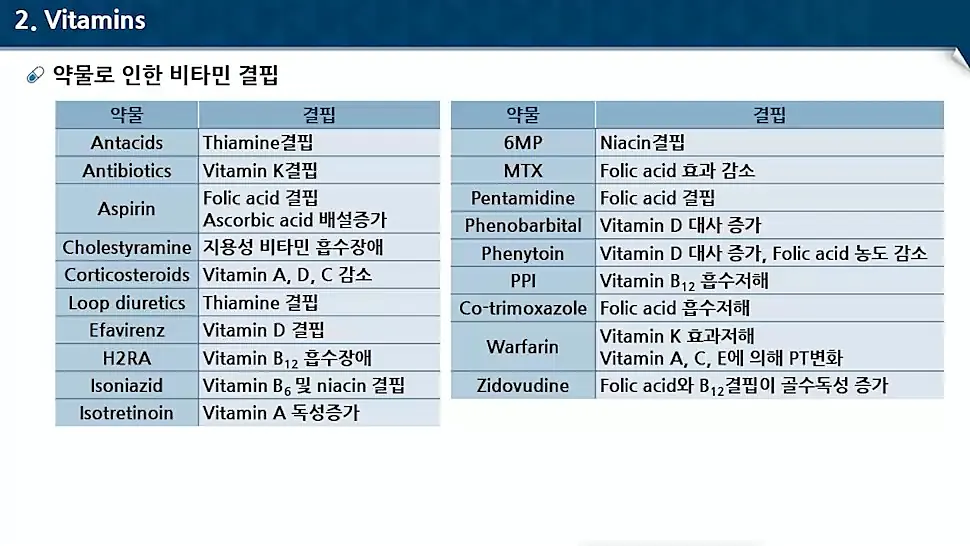 2. Vitamins
약물로 인한 비타민 결핍
약물 결핍
Antacids Thiamine결핍
Antibiotics Vitamin K결핍
Aspirin Folic acid 결핍
Ascorbic acid 배설증가
Cholestyramine 지용성 비타민 흡수장애
Corticosteroids Vitamin A, D, C 감소
Loop diuretics Thiamine 결핍
Efavirenz Vitamin D 결핍
H2RA Vitamin B12 흡수장애
Isoniazid Vitamin B6 및 niacin 결핍
Isotretinoin Vitamin A 독성증가
약물 결핍
6MP Niacin결핍
MTX Folic acid 효과 감소
Pentamidine Folic acid 결핍
Phenobarbital Vitamin D 대사 증가
Phenytoin Vitamin D 대사 증가, Folic acid 농도 감소
PPI Vitamin B12 흡수저해
Co-trimoxazole Folic acid 흡수저해
Warfarin Vitamin K 효과저해
Vitamin A, C, E에 의해 PT변화
Zidovudine Folic acid와 B12결핍이 골수독성 증가